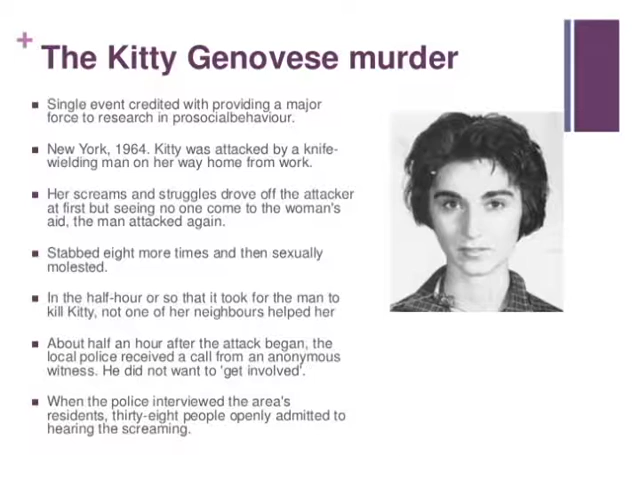 The Kitty Genovese murder
Single event credited with providing a major
force to research in prosocialbehaviour.
New York, 1964. Kitty was attacked by a knife-
wielding man on her way home from work.
Her screams and struggles drove off the attacker
at first but seeing no one come to the woman's
aid, the man attacked again.
Stabbed eight more times and then sexually
molested.
In the half-hour or so that it took for the man to
kill Kitty, not one of her neighbours helped her
About half an hour after the attack began, the
local police received a call from an anonymous
witness. He did not want to 'get involved'.
When the police interviewed the area's
residents, thirty-eight people openly admitted to
hearing the screaming.